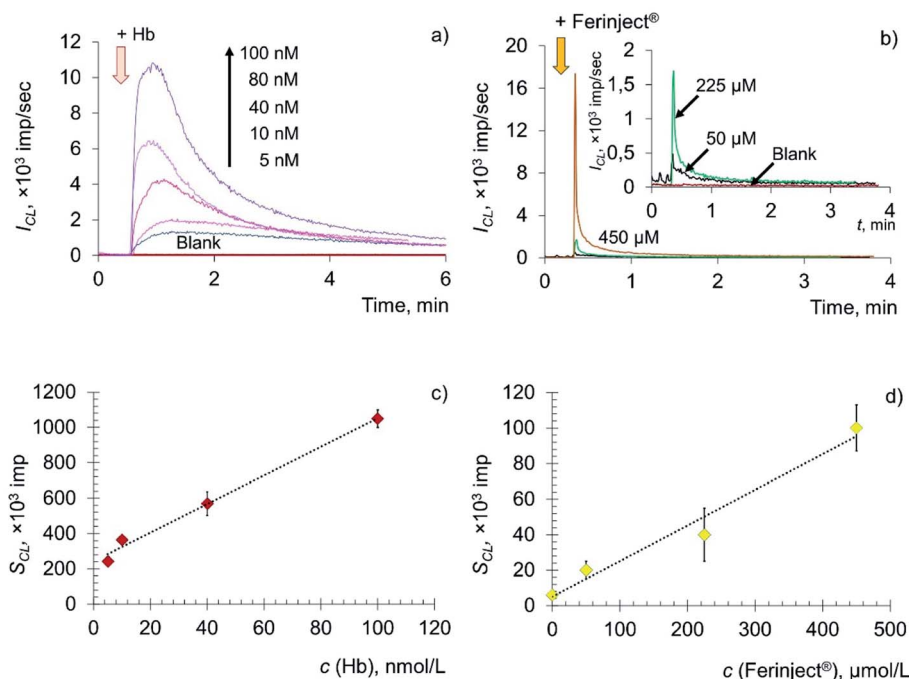 + Hb
a)
12
10
8
6
4
2
0
I_CL, ×10³ imp/sec
100 nM
80 nM
40 nM
10 nM
5 nM
Blank
0 2 4 6
Time, min
+ Ferinject®
b)
20
16
12
8
4
0
I_CL, ×10³ imp/sec
450 µM
0 1 2 3 4
Time, min
2
1,5
1
0,5
0
I_CL, ×10³ imp/sec
225 µM
50 µM
Blank
0 1 2 3 4
t, min
c)
1200
1000
800
600
400
200
0
S_CL, ×10³ imp
0 20 40 60 80 100 120
c (Hb), nmol/L
d)
120
100
80
60
40
20
0
S_CL, ×10³ imp
0 100 200 300 400 500
c (Ferinject®), µmol/L